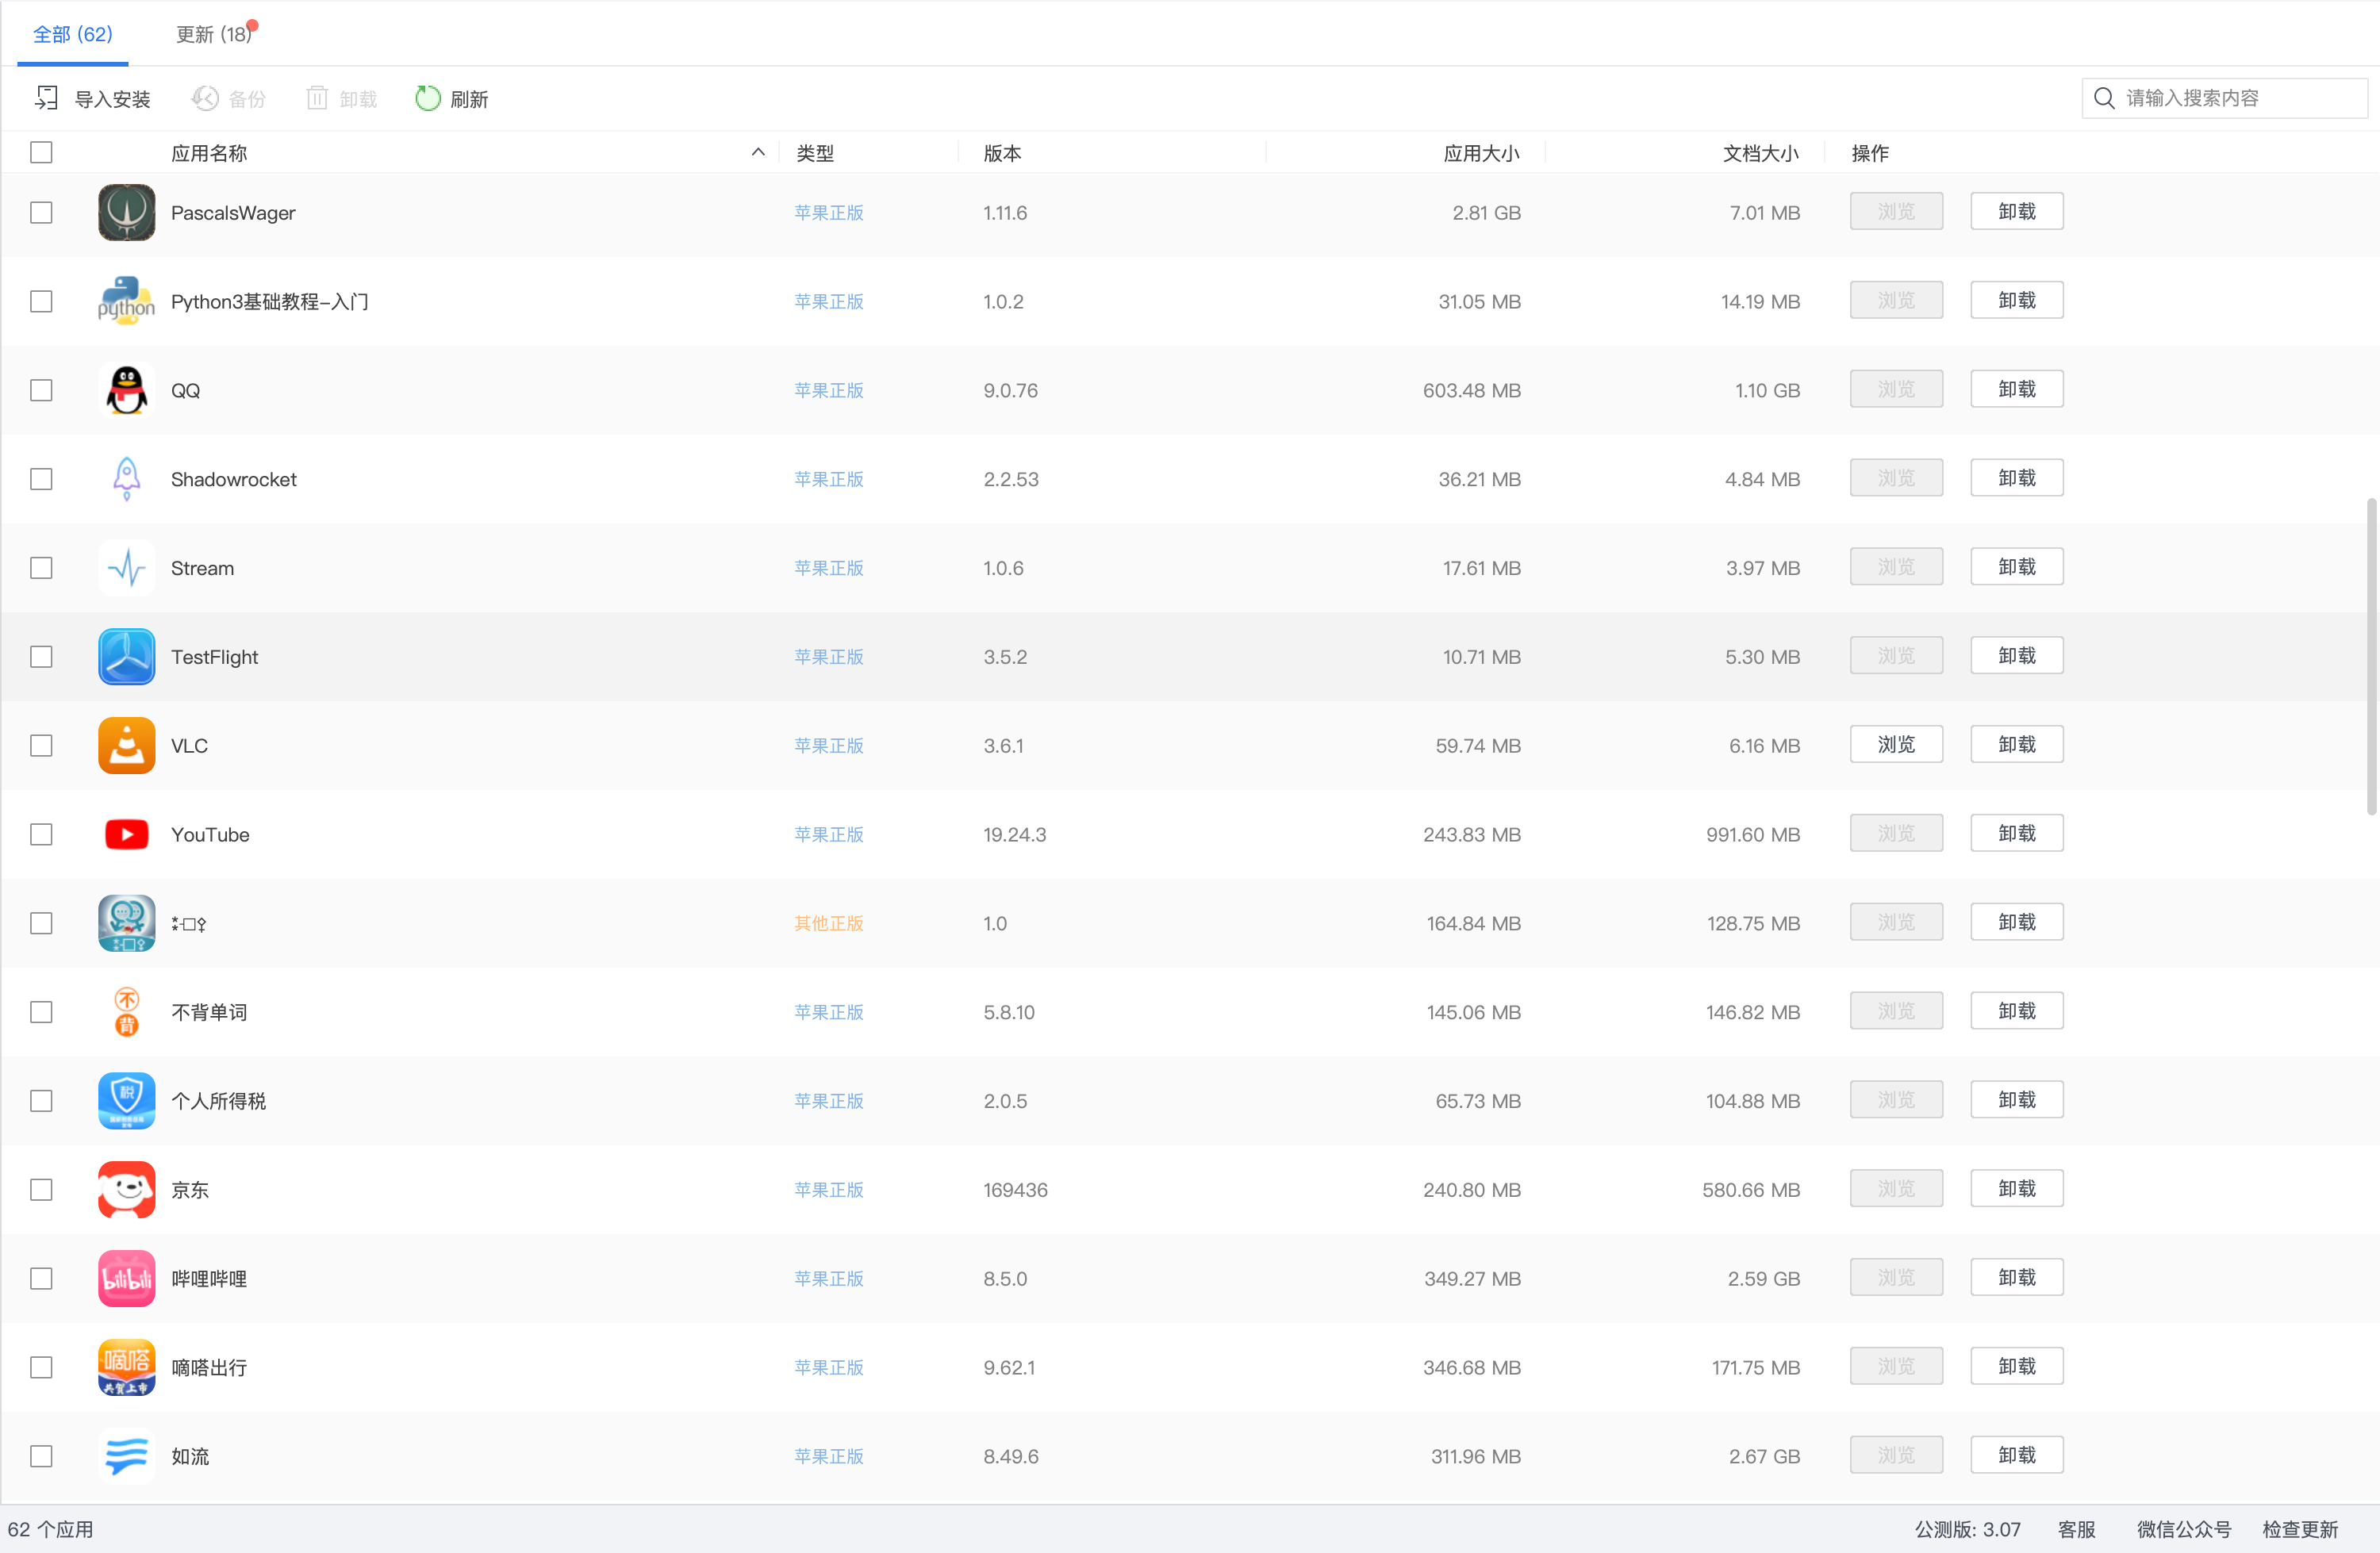 全部 (62) 更新 (18)
导入安装 备份 卸载 刷新 请输入搜索内容
应用名称 类型 版本 应用大小 文档大小 操作
PascalsWager 苹果正版 1.11.6 2.81 GB 7.01 MB 浏览 卸载
python Python3基础教程-入门 苹果正版 1.0.2 31.05 MB 14.19 MB 浏览 卸载
QQ 苹果正版 9.0.76 603.48 MB 1.10 GB 浏览 卸载
Shadowrocket 苹果正版 2.2.53 36.21 MB 4.84 MB 浏览 卸载
Stream 苹果正版 1.0.6 17.61 MB 3.97 MB 浏览 卸载
TestFlight 苹果正版 3.5.2 10.71 MB 5.30 MB 浏览 卸载
VLC 苹果正版 3.6.1 59.74 MB 6.16 MB 浏览 卸载
YouTube 苹果正版 19.24.3 243.83 MB 991.60 MB 浏览 卸载
其他正版 1.0 164.84 MB 128.75 MB 浏览 卸载
不背 不背单词 苹果正版 5.8.10 145.06 MB 146.82 MB 浏览 卸载
税 个人所得税 苹果正版 2.0.5 65.73 MB 104.88 MB 浏览 卸载
京东 苹果正版 169436 240.80 MB 580.66 MB 浏览 卸载
bilibili 哔哩哔哩 苹果正版 8.5.0 349.27 MB 2.59 GB 浏览 卸载
嘀嗒 共贺上市 嘀嗒出行 苹果正版 9.62.1 346.68 MB 171.75 MB 浏览 卸载
如流 苹果正版 8.49.6 311.96 MB 2.67 GB 浏览 卸载
62 个应用 公测版: 3.07 客服 微信公众号 检查更新